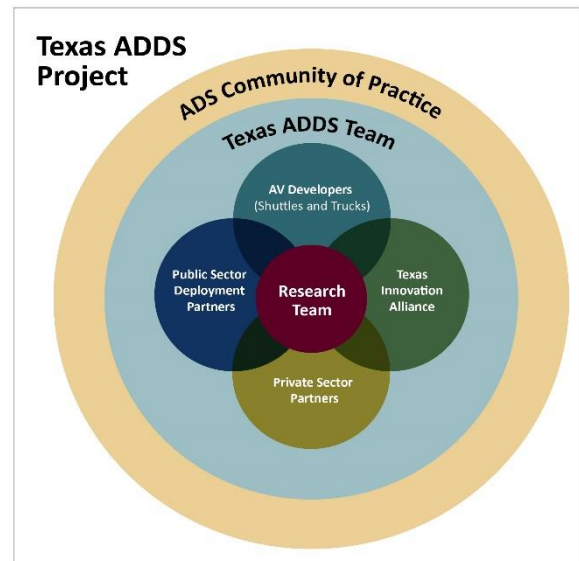 Texas ADDS
Project
ADS Community of Practice
Texas ADDS Team
AV Developers
(Shuttles and Trucks)
Public Sector
Deployment
Partners
Research
Team
Texas
Innovation
Alliance
Private Sector
Partners